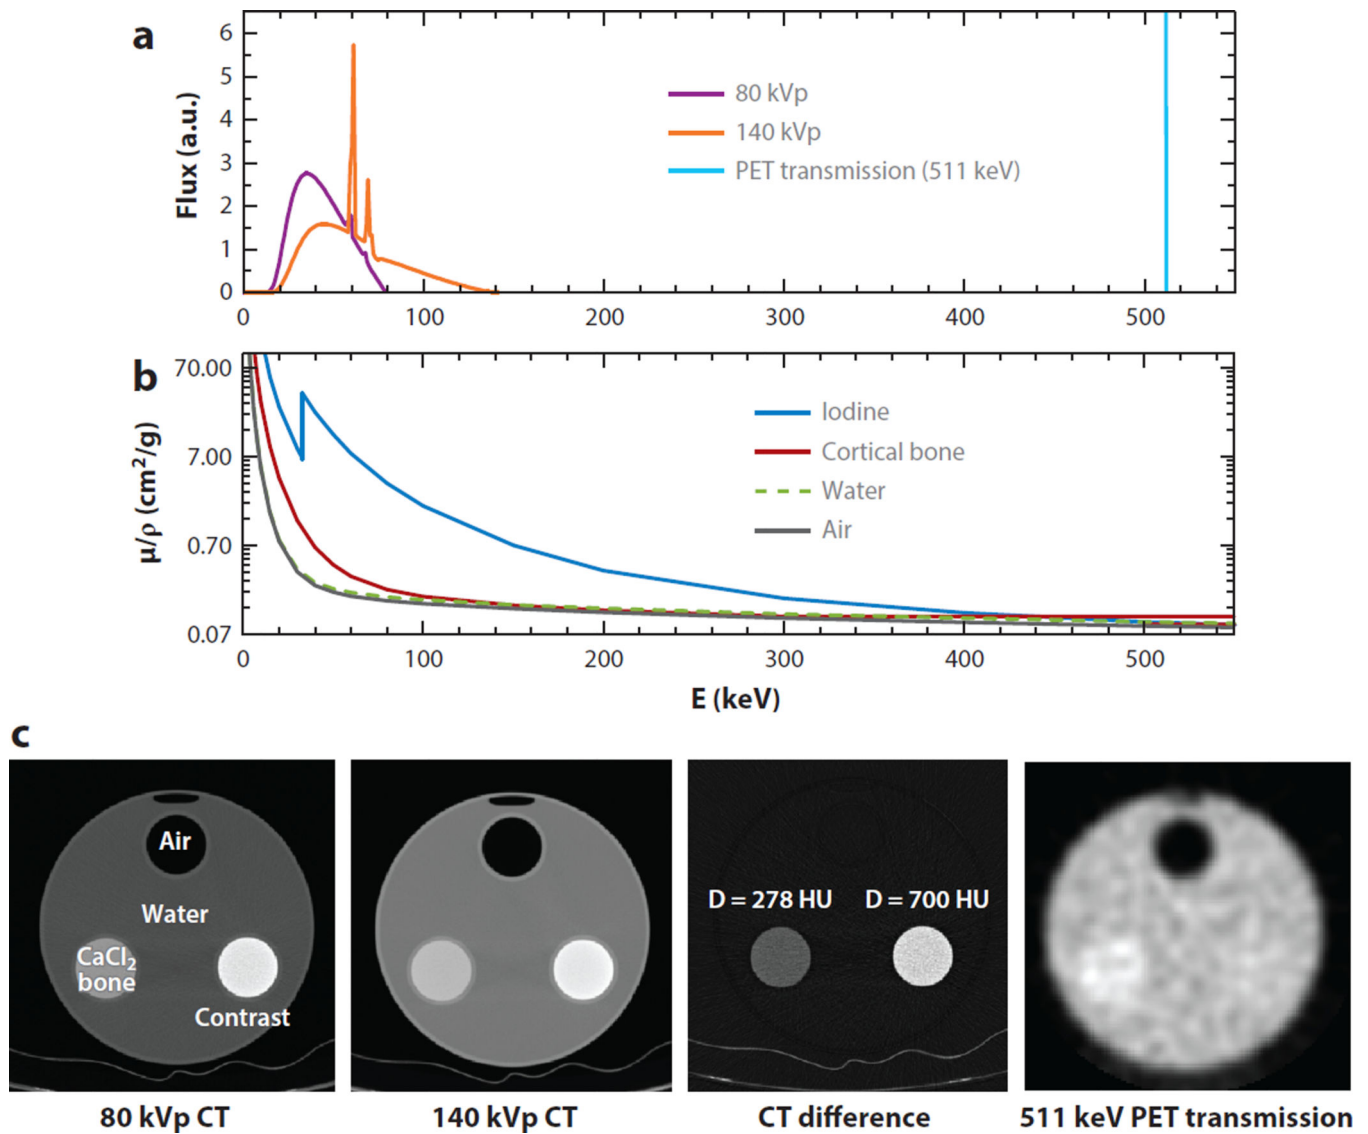 a
6
5
4
3
2
1
0
Flux (a.u.)
80 kVp
140 kVp
PET transmission (511 keV)
0 100 200 300 400 500
b
70.00
7.00
0.70
0.07
μ/ρ (cm²/g)
Iodine
Cortical bone
Water
Air
0 100 200 300 400 500
E (keV)
c
Air
Water
CaCl₂
bone
Contrast
D = 278 HU D = 700 HU
80 kVp CT
140 kVp CT
CT difference
511 keV PET transmission